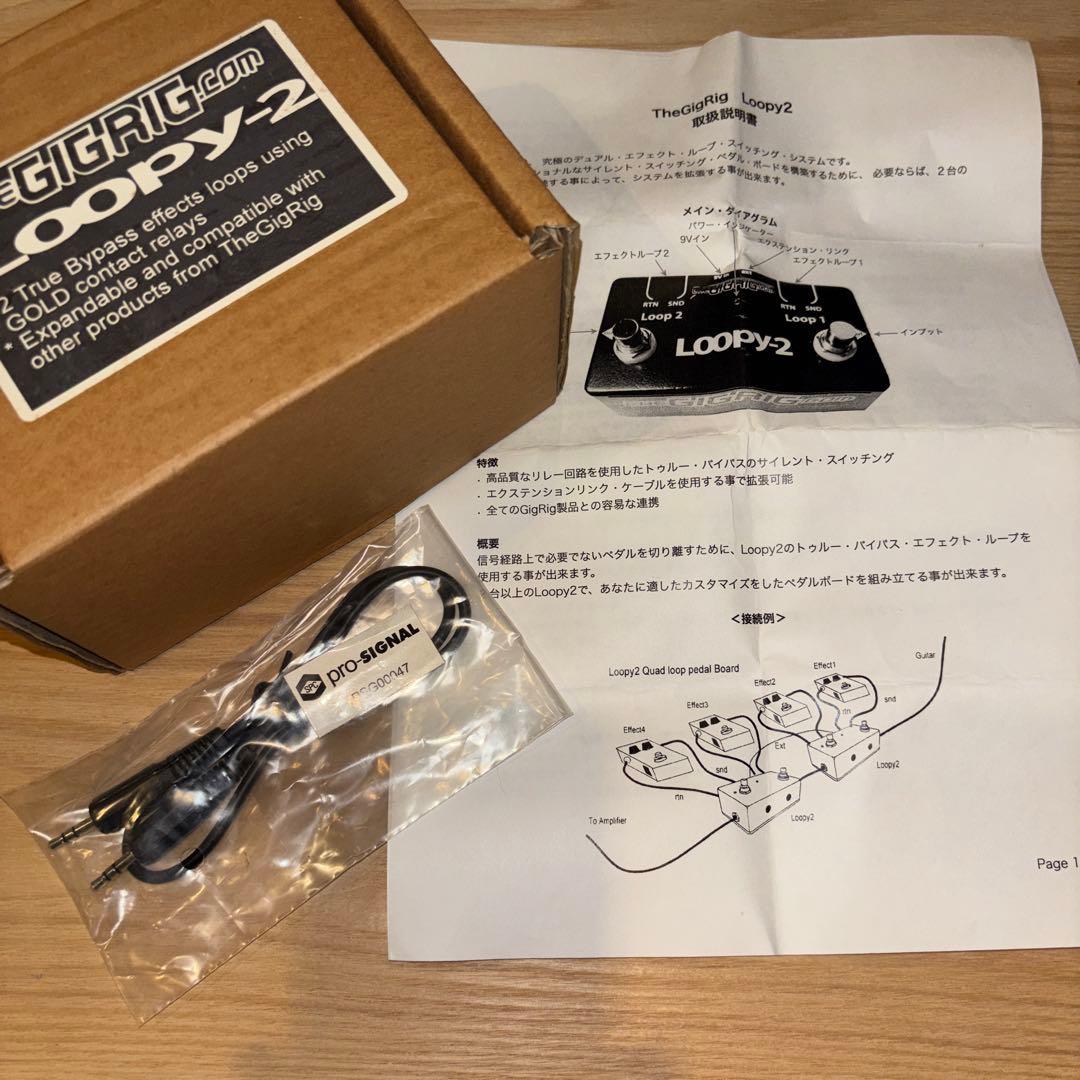 THEGIGRIG.COM
LOOPY-2
2 True Bypass effects loops using
GOLD contact relays
* Expandable and compatible with
other products from TheGigRig
SPC
pro-SIGNAL
PSG00047
TheGigRig Loopy2
取扱説明書
究極のデュアル・エフェクト・ループ・スイッチング・システムです。
ショナルなサイレント・スイッチング・ペダル・ボードを構築するために、必要ならば、2台の
する事によって、システムを拡張する事が出来ます。
メイン・ダイアグラム
パワー・インジケーター
9Vイン
エクステンション・リンク
エフェクトループ2
エフェクトループ1
9V in
EXT
THEGIGRIG.COM
RTN SND
RTN SND
Loop 2
Loop 1
LOOPY-2
インプット
GIGRIG
特徴
. 高品質なリレー回路を使用したトゥルー・バイパスのサイレント・スイッチング
. エクステンションリンク・ケーブルを使用する事で拡張可能
. 全てのGigRig製品との容易な連携
概要
信号経路上で必要でないペダルを切り離すために、Loopy2のトゥルー・バイパス・エフェクト・ループを
使用する事が出来ます。
台以上のLoopy2で、あなたに適したカスタマイズをしたペダルボードを組み立てる事が出来ます。
＜接続例＞
Loopy2 Quad loop pedal Board
Guitar
Effect1
Effect2
Effect3
Effect4
snd
rtn
Ext
snd
rtn
Loopy2
Loopy2
To Amplifier
Page 1